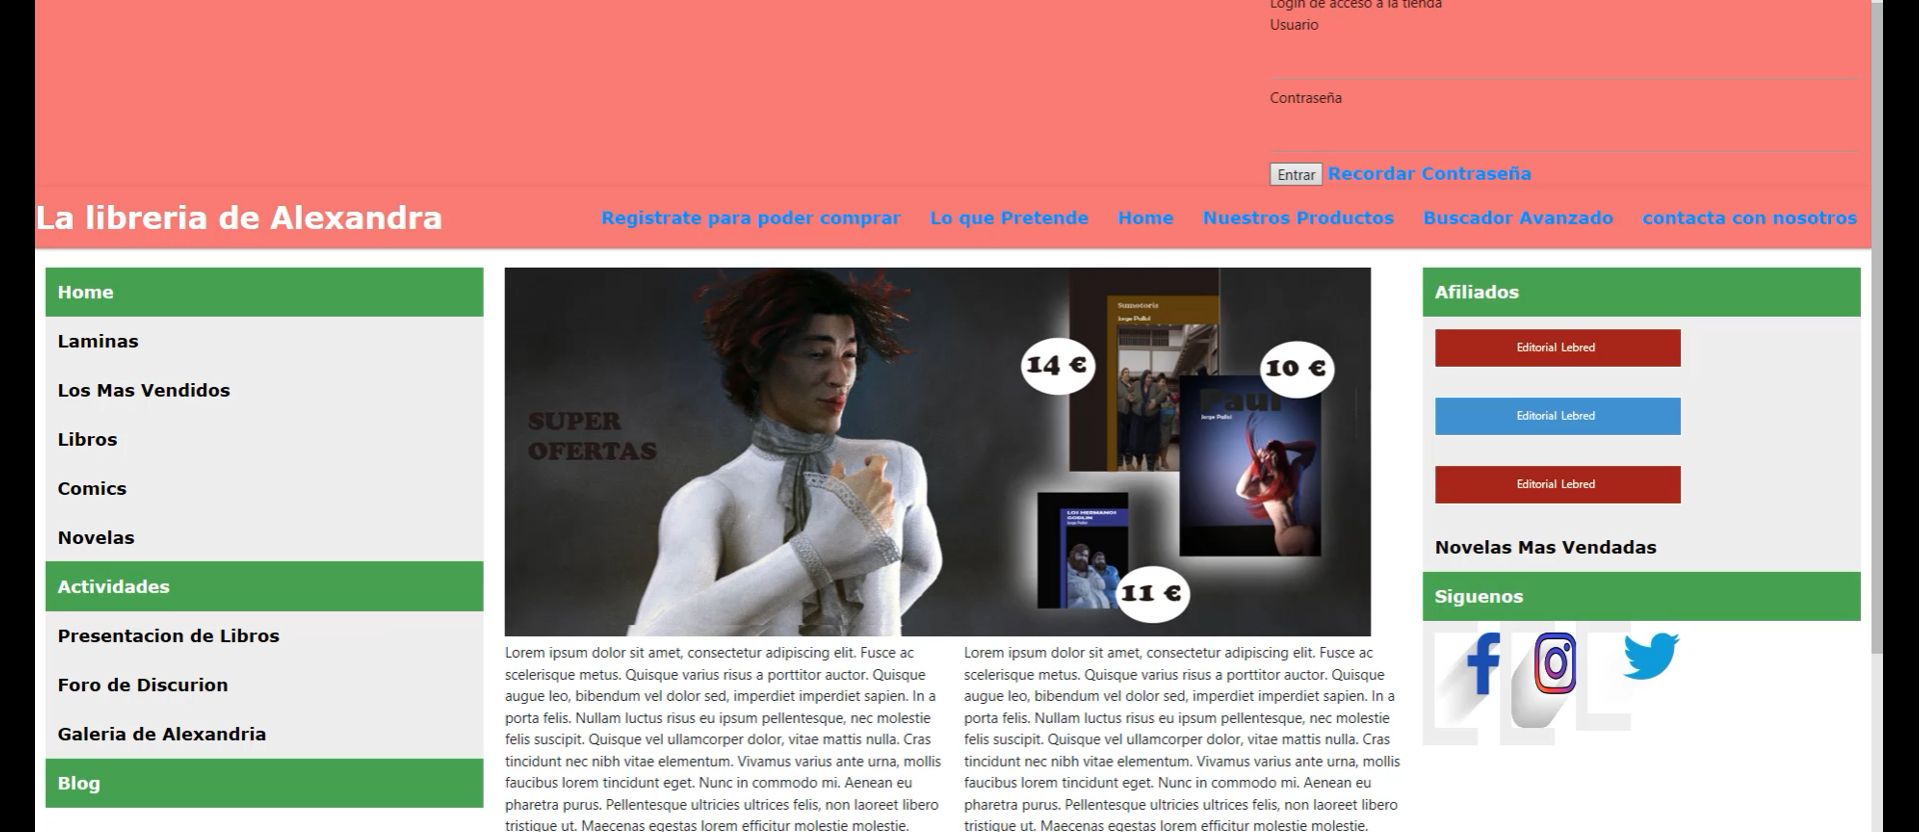 Login de acceso a la tienda
Usuario
Contraseña
Entrar Recordar Contraseña
La libreria de Alexandra
Registrate para poder comprar
Lo que Pretende
Home
Nuestros Productos
Buscador Avanzado
contacta con nosotros
Home
Laminas
Los Mas Vendidos
Libros
Comics
Novelas
Actividades
Presentacion de Libros
Foro de Discurion
Galeria de Alexandria
Blog
SUPER
OFERTAS
Sumotoris
Jorge Pallol
14 €
10 €
Paul
Jorge Pallol
LOS HERMANOS
GODLIN
Jorge Pallol
11 €
Lorem ipsum dolor sit amet, consectetur adipiscing elit. Fusce ac
scelerisque metus. Quisque varius risus a porttitor auctor. Quisque
augue leo, bibendum vel dolor sed, imperdiet imperdiet sapien. In a
porta felis. Nullam luctus risus eu ipsum pellentesque, nec molestie
felis suscipit. Quisque vel ullamcorper dolor, vitae mattis nulla. Cras
tincidunt nec nibh vitae elementum. Vivamus varius ante urna, mollis
faucibus lorem tincidunt eget. Nunc in commodo mi. Aenean eu
pharetra purus. Pellentesque ultricies ultrices felis, non laoreet libero
tristique ut. Maecenas egestas lorem efficitur molestie molestie.
Lorem ipsum dolor sit amet, consectetur adipiscing elit. Fusce ac
scelerisque metus. Quisque varius risus a porttitor auctor. Quisque
augue leo, bibendum vel dolor sed, imperdiet imperdiet sapien. In a
porta felis. Nullam luctus risus eu ipsum pellentesque, nec molestie
felis suscipit. Quisque vel ullamcorper dolor, vitae mattis nulla. Cras
tincidunt nec nibh vitae elementum. Vivamus varius ante urna, mollis
faucibus lorem tincidunt eget. Nunc in commodo mi. Aenean eu
pharetra purus. Pellentesque ultricies ultrices felis, non laoreet libero
tristique ut. Maecenas egestas lorem efficitur molestie molestie.
Afiliados
Editorial Lebred
Editorial Lebred
Editorial Lebred
Novelas Mas Vendadas
Siguenos